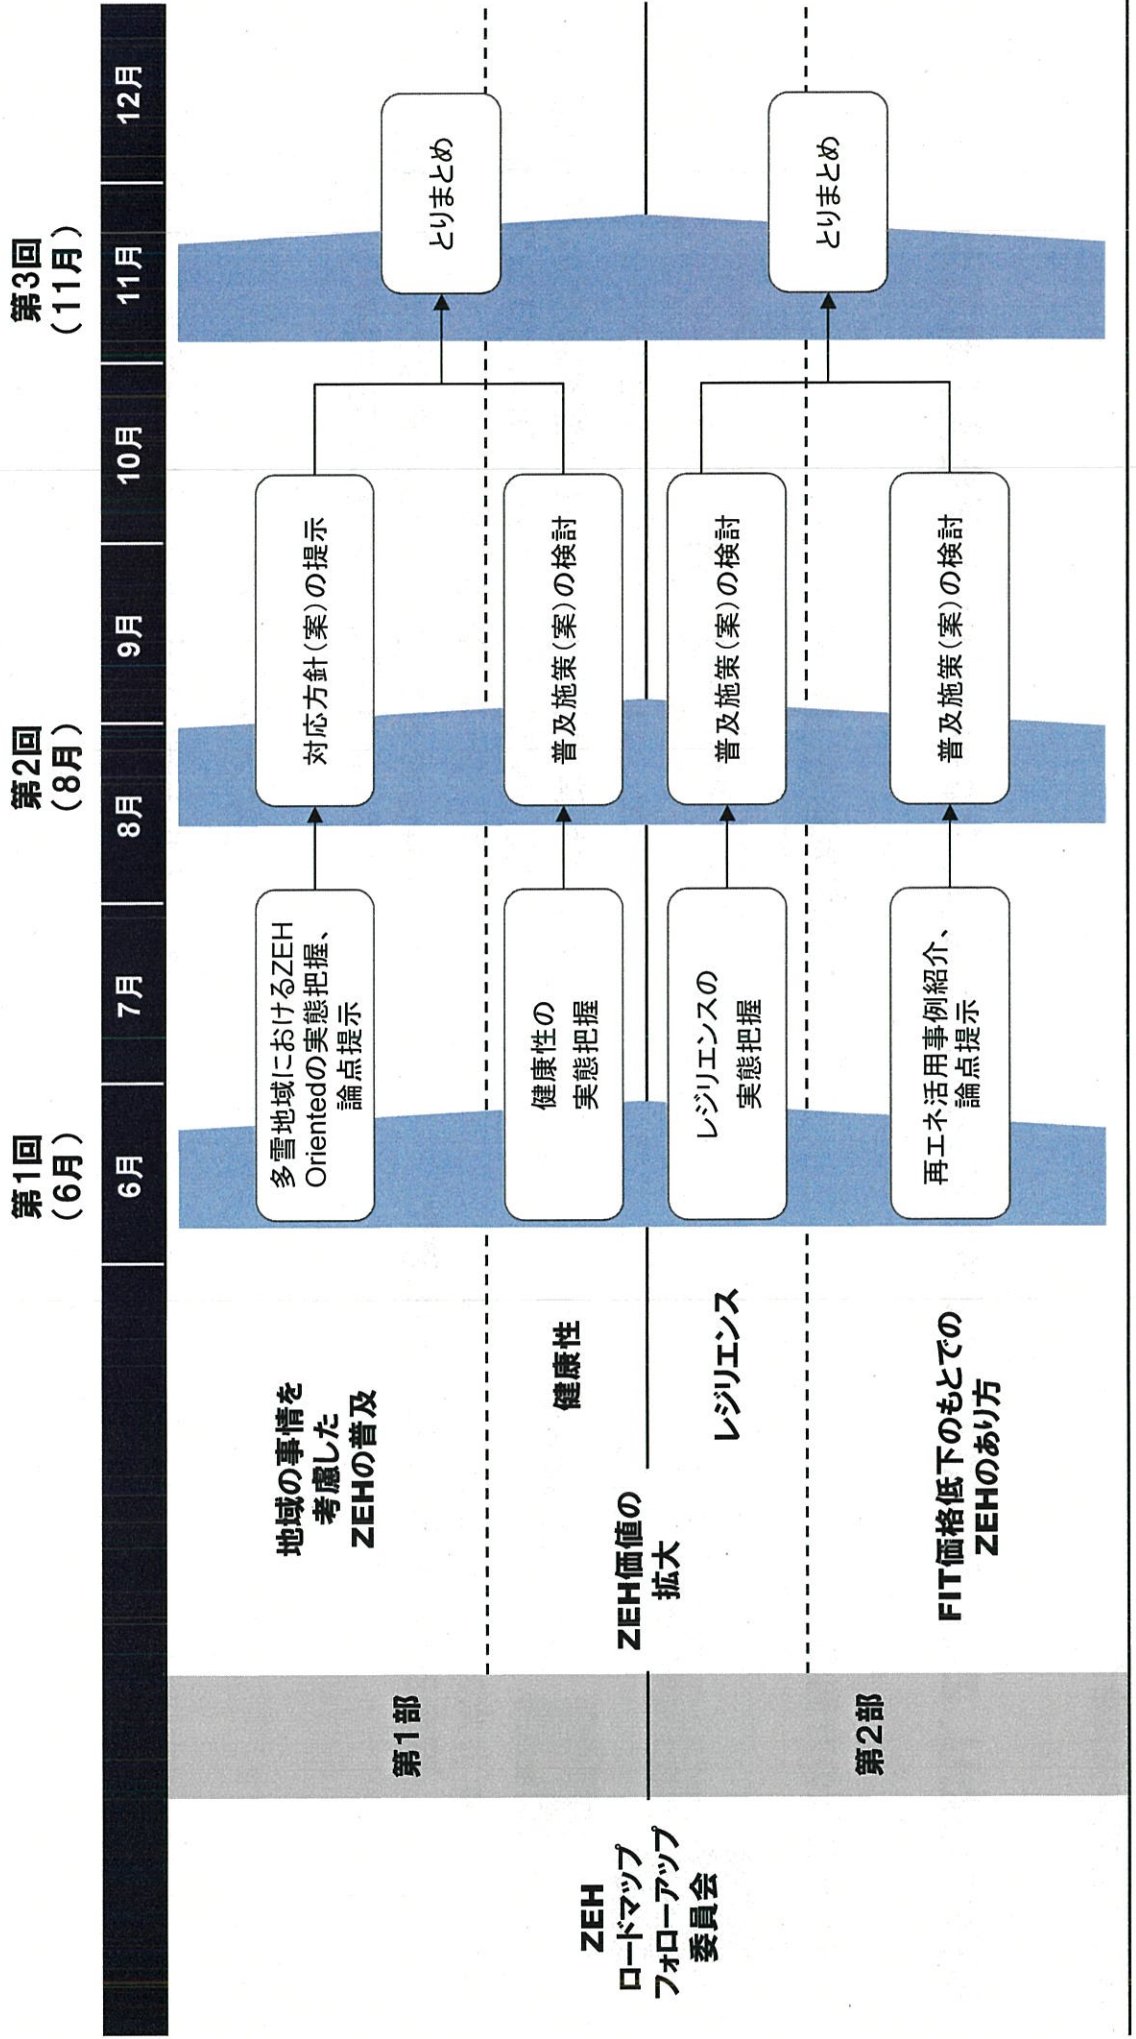 第1回
（6月）
第2回
（8月）
第3回
（11月）
6月
7月
8月
9月
10月
11月
12月
ZEH
ロードマップ
フォローアップ
委員会
第1部
地域の事情を
考慮した
ZEHの普及
多雪地域におけるZEH
Orientedの実態把握、
論点提示
対応方針（案）の提示
とりまとめ
ZEH価値の
拡大
健康性
健康性の
実態把握
普及施策（案）の検討
第2部
レジリエンス
レジリエンスの
実態把握
普及施策（案）の検討
とりまとめ
FIT価格低下のもとでの
ZEHのあり方
再エネ活用事例紹介、
論点提示
普及施策（案）の検討